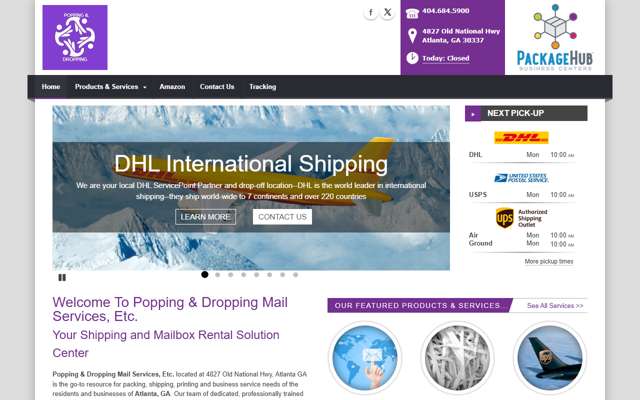 POPPING &
DROPPING
404.684.5900
4827 Old National Hwy
Atlanta, GA 30337
Today: Closed
PACKAGEHUB
BUSINESS CENTERS
Home Products & Services Amazon Contact Us Tracking
DHL International Shipping
We are your local DHL ServicePoint Partner and drop-off location--DHL is the world leader in international
shipping--they ship world-wide to 7 continents and over 220 countries
LEARN MORE CONTACT US
NEXT PICK-UP
DHL
DHL Mon 10:00 AM
UNITED STATES
POSTAL SERVICE
USPS Mon 10:00 AM
ups Authorized
Shipping
Outlet
Air Mon 10:00 AM
Ground Mon 10:00 AM
More pickup times
Welcome To Popping & Dropping Mail
Services, Etc.
Your Shipping and Mailbox Rental Solution
Center
Popping & Dropping Mail Services, Etc. located at 4827 Old National Hwy, Atlanta GA
is the go-to resource for packing, shipping, printing and business service needs of the
residents and businesses of Atlanta, GA. Our team of dedicated, professionally trained
OUR FEATURED PRODUCTS & SERVICES... See All Services >>